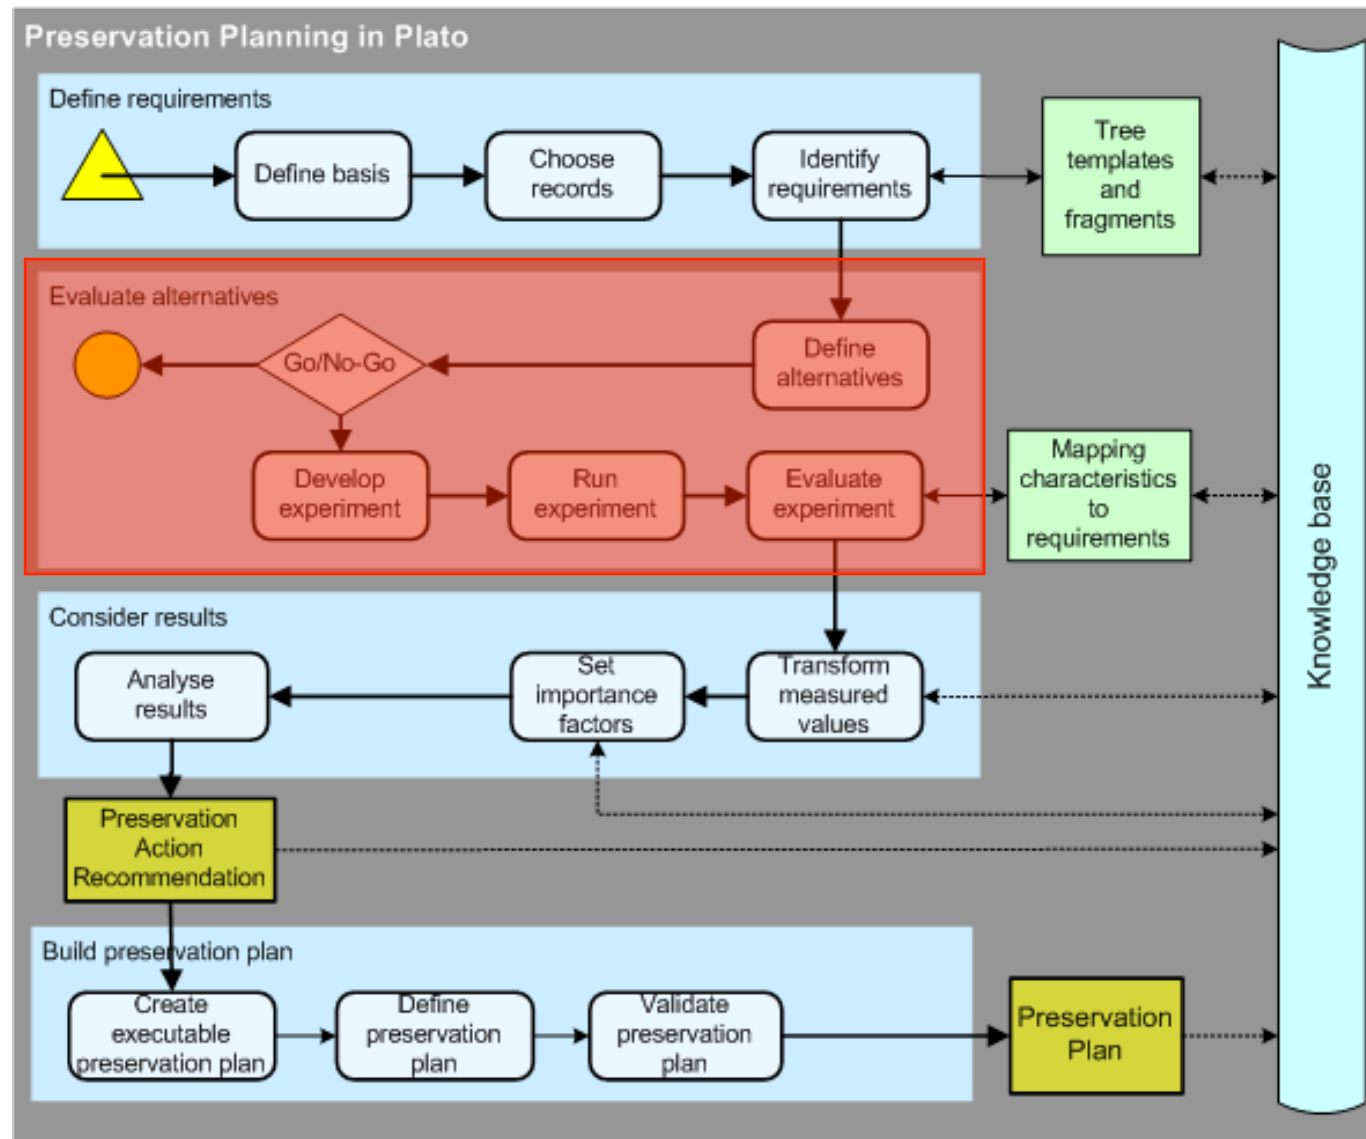 Preservation Planning in Plato
Define requirements
Define basis
Choose
records
Identify
requirements
Tree
templates
and
fragments
Evaluate alternatives
Go/No-Go
Define
alternatives
Develop
experiment
Run
experiment
Evaluate
experiment
Mapping
characteristics
to
requirements
Knowledge base
Consider results
Analyse
results
Set
importance
factors
Transform
measured
values
Preservation
Action
Recommendation
Build preservation plan
Create
executable
preservation plan
Define
preservation
plan
Validate
preservation
plan
Preservation
Plan